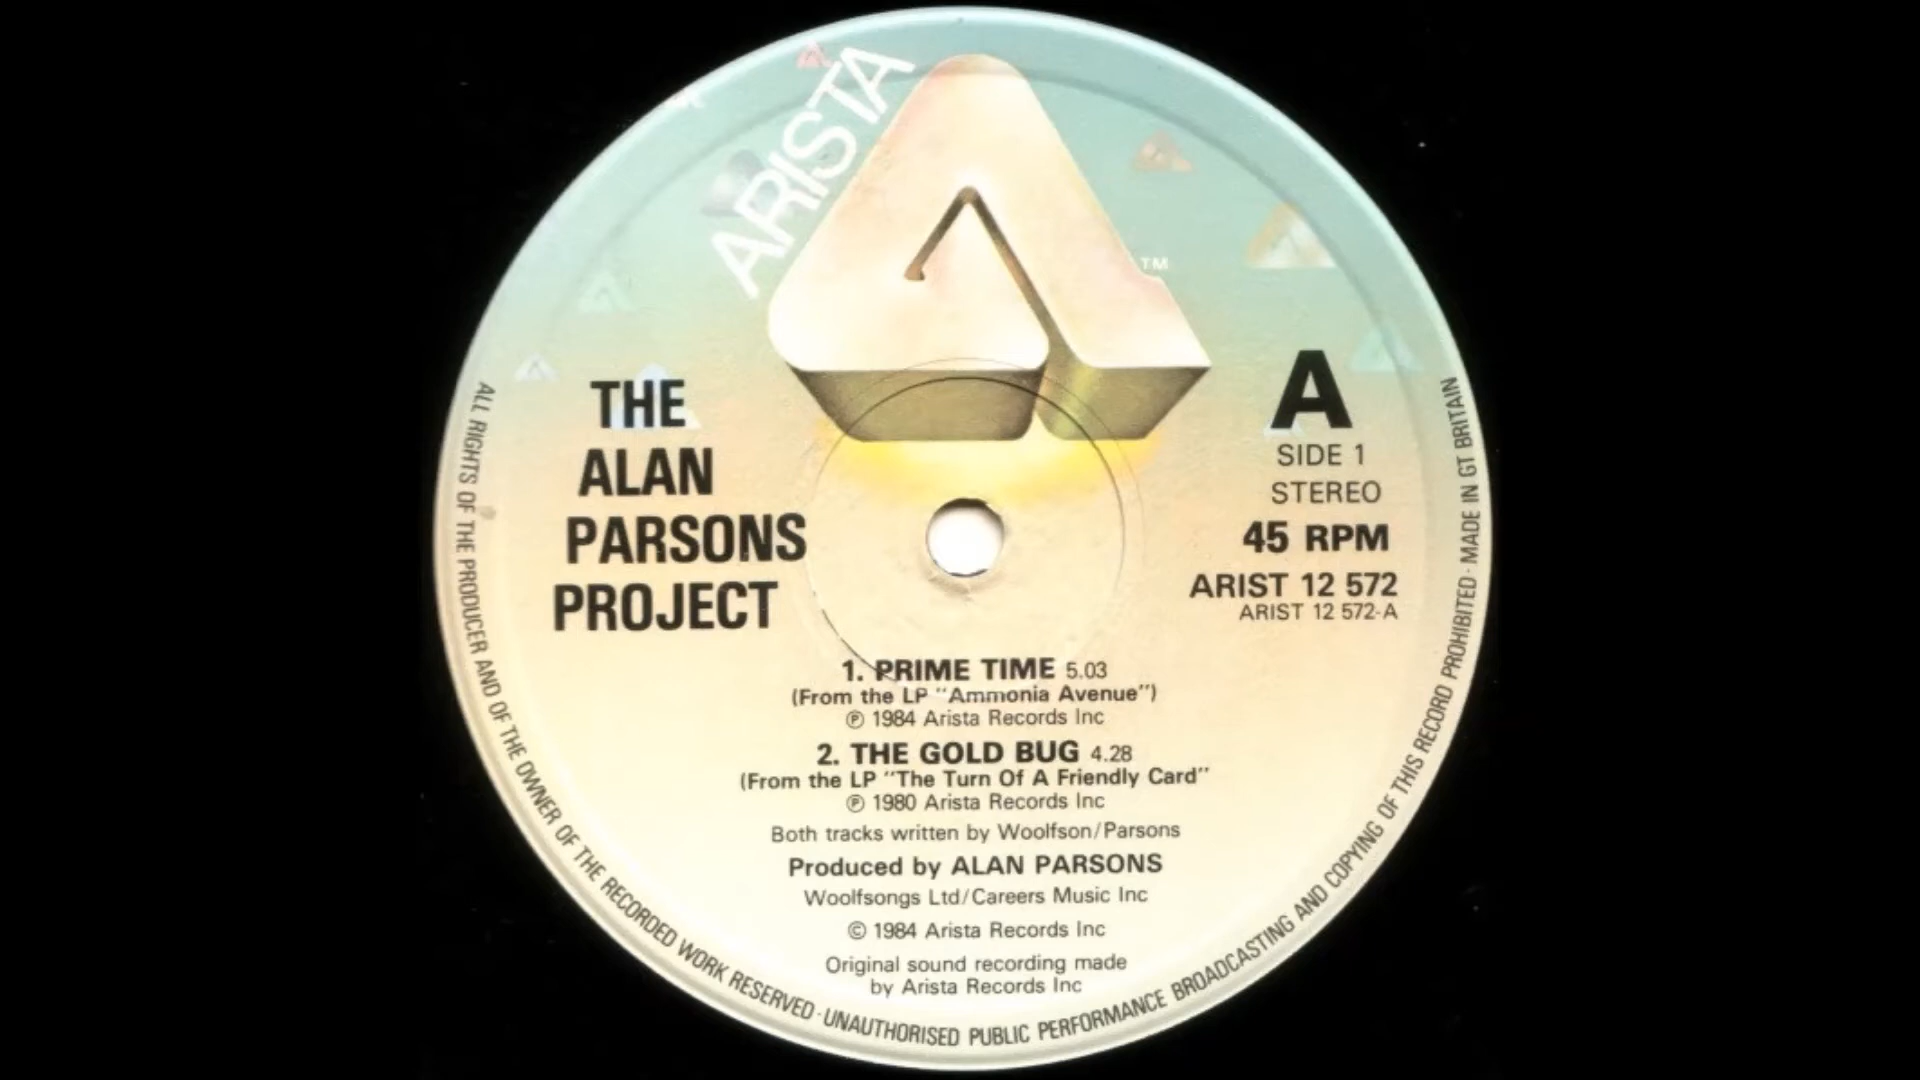 ARISTA
TM
THE
ALAN
PARSONS
PROJECT
A
SIDE 1
STEREO
45 RPM
ARIST 12 572
ARIST 12 572-A
1. PRIME TIME 5.03
(From the LP "Ammonia Avenue")
℗ 1984 Arista Records Inc
2. THE GOLD BUG 4.28
(From the LP "The Turn Of A Friendly Card"
℗ 1980 Arista Records Inc
Both tracks written by Woolfson/Parsons
Produced by ALAN PARSONS
Woolfsongs Ltd/Careers Music Inc
© 1984 Arista Records Inc
Original sound recording made
by Arista Records Inc
ALL RIGHTS OF THE PRODUCER AND OF THE OWNER OF THE RECORDED WORK RESERVED · UNAUTHORISED PUBLIC PERFORMANCE BROADCASTING AND COPYING OF THIS RECORD PROHIBITED · MADE IN GT BRITAIN